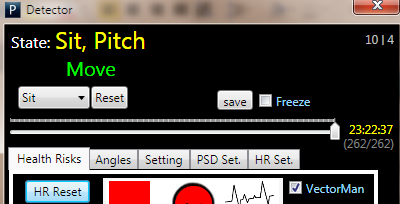 P Detector
State: Sit, Pitch 10 | 4
Move
Sit Reset save Freeze
23:22:37
(262/262)
Health Risks Angles Setting PSD Set. HR Set.
HR Reset VectorMan